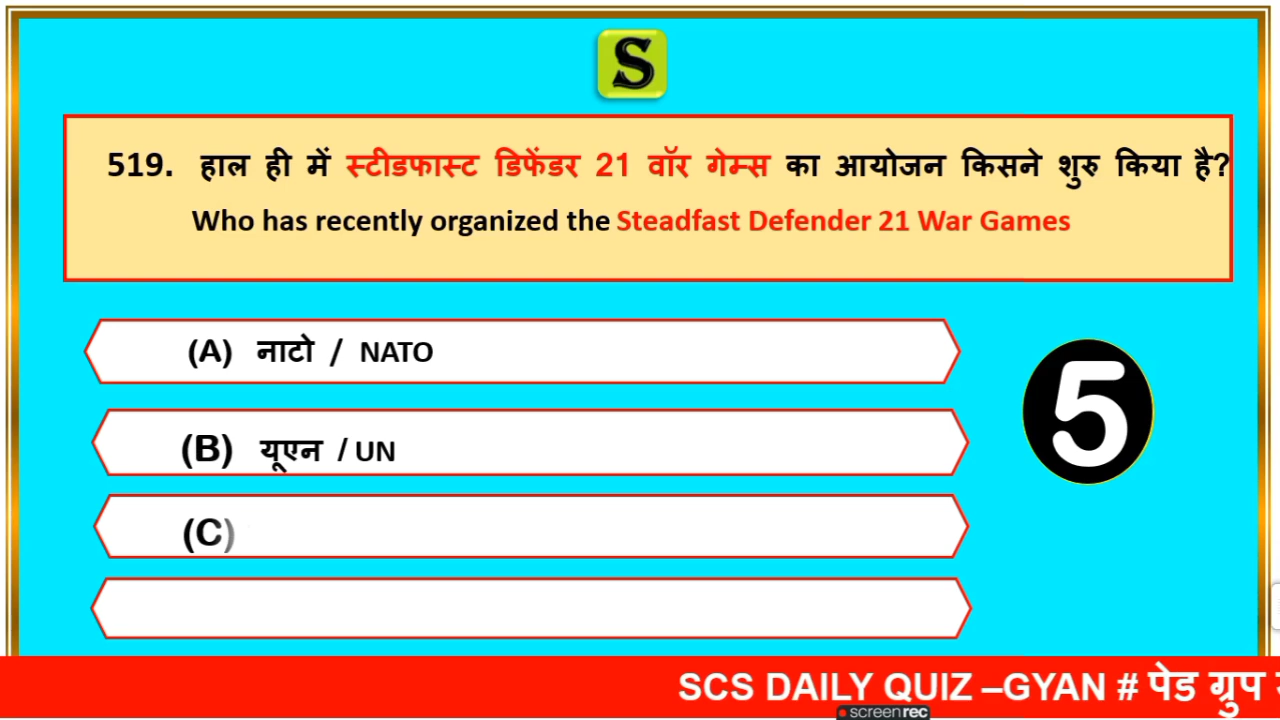 S
519. हाल ही में स्टीडफास्ट डिफेंडर 21 वॉर गेम्स का आयोजन किसने शुरु किया है?
Who has recently organized the Steadfast Defender 21 War Games
(A) नाटो / NATO
5
(B) यूएन / UN
(C)
SCS DAILY QUIZ –GYAN # पेड ग्रुप
screenrec